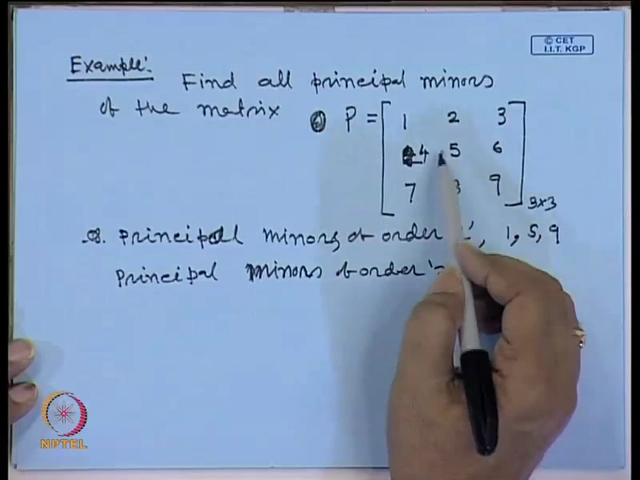 © CET
I.I.T. KGP
Example:
Find all principal minors
of the matrix P = [ 1 2 3
4 5 6
7 8 9 ] 3×3
Principal minors of order 1, 1, 5, 9
Principal minors of order
NPTEL